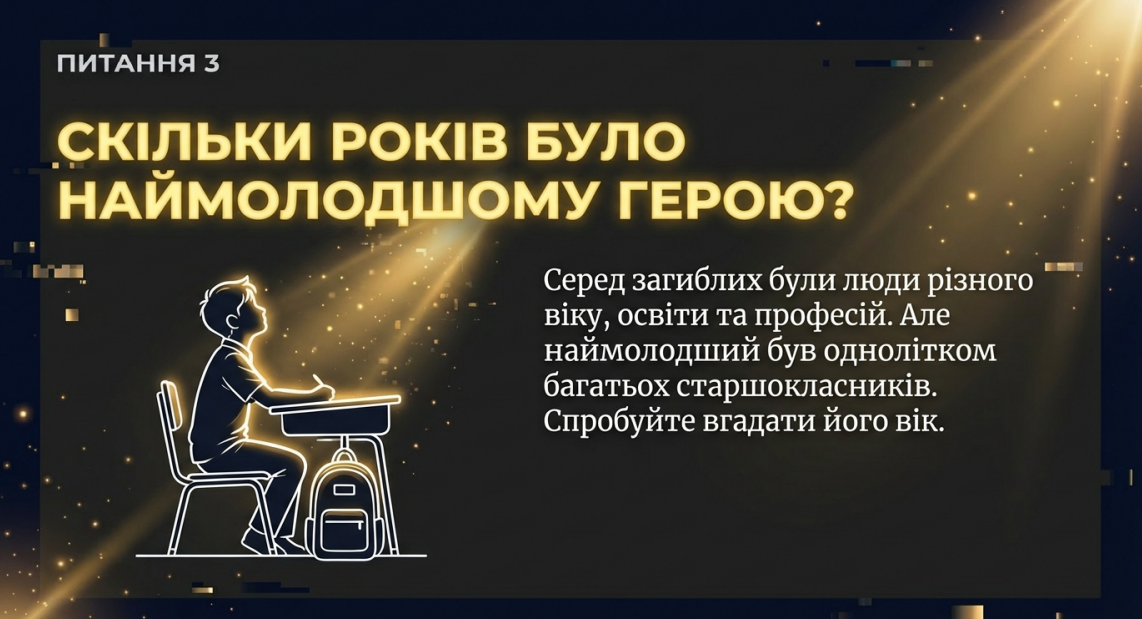 ПИТАННЯ 3
СКІЛЬКИ РОКІВ БУЛО
НАЙМОЛОДШОМУ ГЕРОЮ?
Серед загиблих були люди різного
віку, освіти та професій. Але
наймолодший був однолітком
багатьох старшокласників.
Спробуйте вгадати його вік.